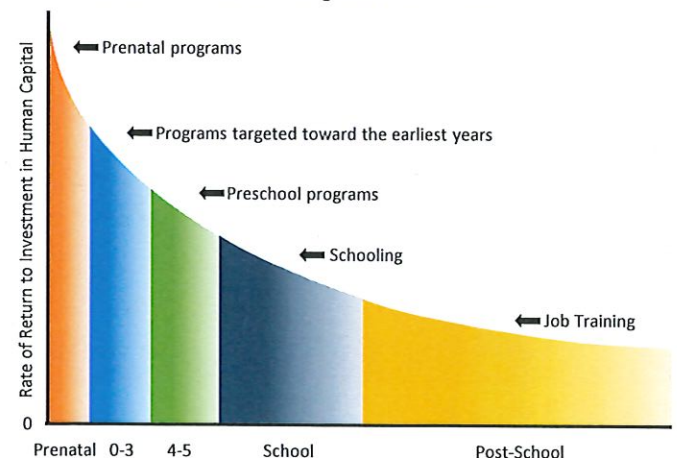 Prenatal programs
Programs targeted toward the earliest years
Preschool programs
Schooling
Job Training
Rate of Return to Investment in Human Capital
0
Prenatal 0-3 4-5 School Post-School